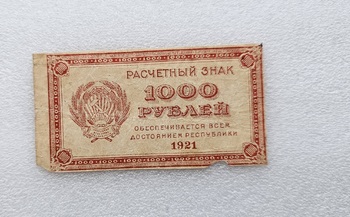 РАСЧЕТНЫЙ ЗНАК
1000
РУБЛЕЙ
ОБЕСПЕЧИВАЕТСЯ ВСЕМ
ДОСТОЯНИЕМ РЕСПУБЛИКИ
1921